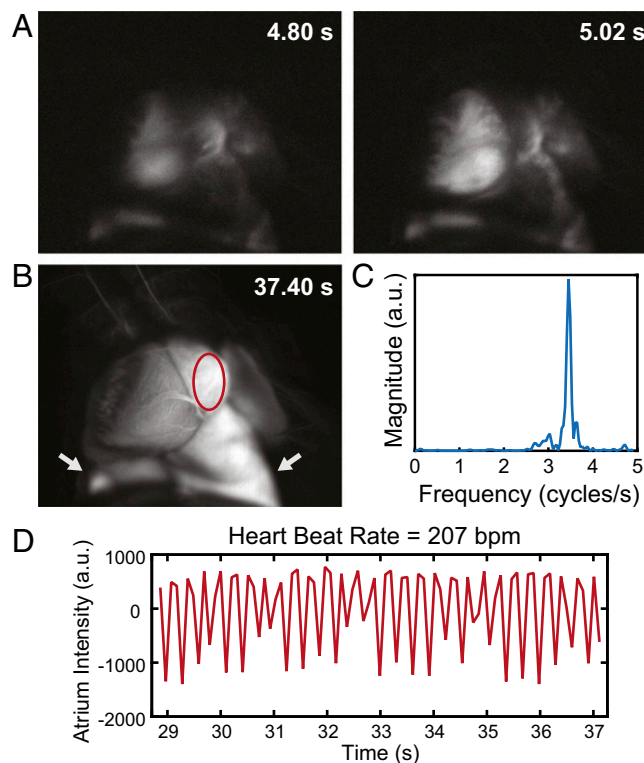 A
4.80 s
5.02 s
B
37.40 s
C
Magnitude (a.u.)
0 1 2 3 4 5
Frequency (cycles/s)
D
Heart Beat Rate = 207 bpm
Atrium Intensity (a.u.)
1000
0
-1000
-2000
29 30 31 32 33 34 35 36 37
Time (s)